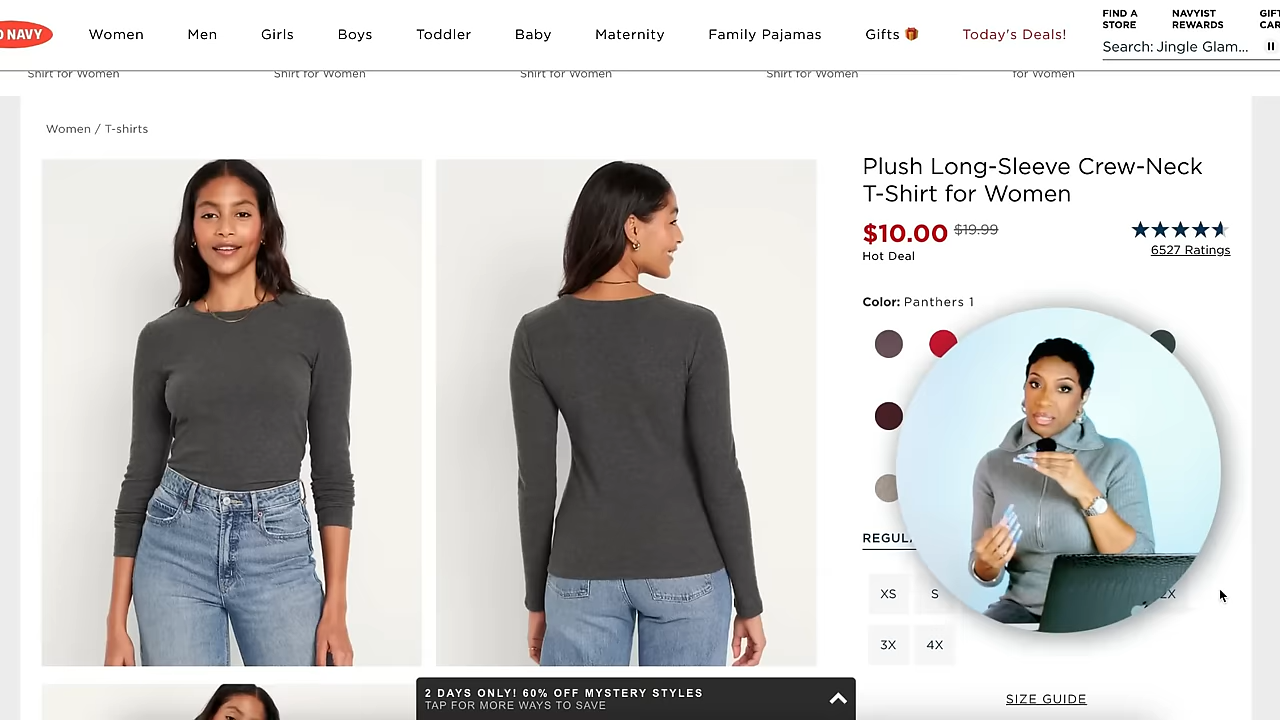 NAVY
Women
Men
Girls
Boys
Toddler
Baby
Maternity
Family Pajamas
Gifts
Today's Deals!
FIND A
STORE
NAVYIST
REWARDS
Search: Jingle Glam...
Shirt for Women
Shirt for Women
Shirt for Women
Shirt for Women
for Women
Women / T-shirts
Plush Long-Sleeve Crew-Neck
T-Shirt for Women
$10.00 $19.99
Hot Deal
6527 Ratings
Color: Panthers 1
XS
S
2X
3X
4X
SIZE GUIDE
2 DAYS ONLY! 60% OFF MYSTERY STYLES
TAP FOR MORE WAYS TO SAVE